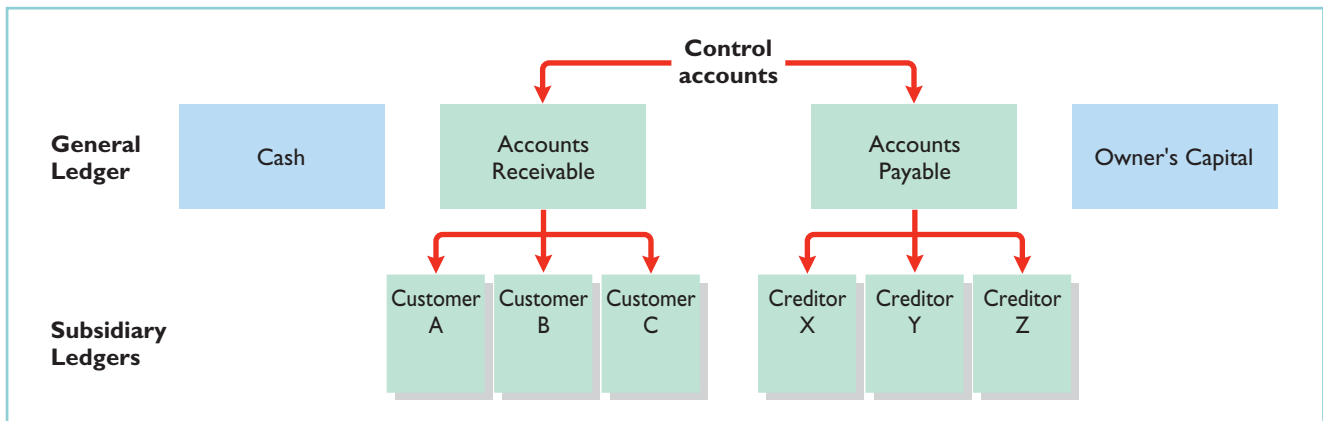 Control
accounts
General
Ledger
Cash
Accounts
Receivable
Accounts
Payable
Owner's Capital
Subsidiary
Ledgers
Customer
A
Customer
B
Customer
C
Creditor
X
Creditor
Y
Creditor
Z